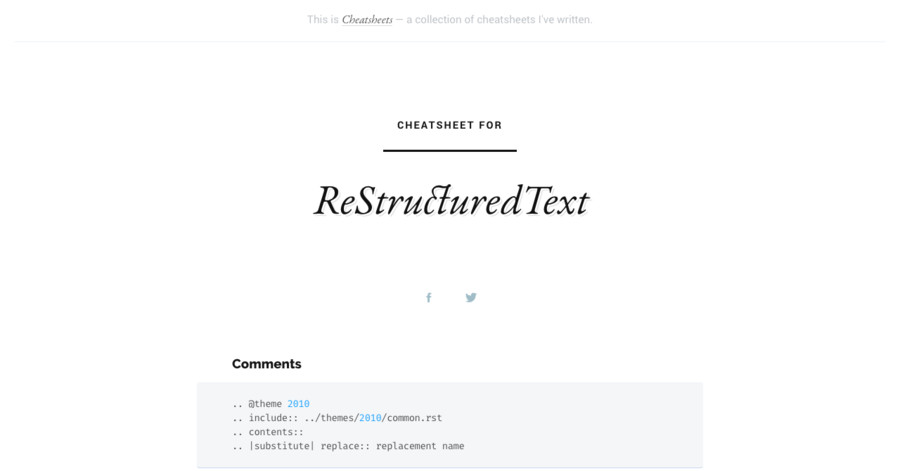 This is Cheatsheets — a collection of cheatsheets I've written.
CHEATSHEET FOR
ReStructuredText
Comments
.. @theme 2010
.. include:: ../themes/2010/common.rst
.. contents::
.. |substitute| replace:: replacement name